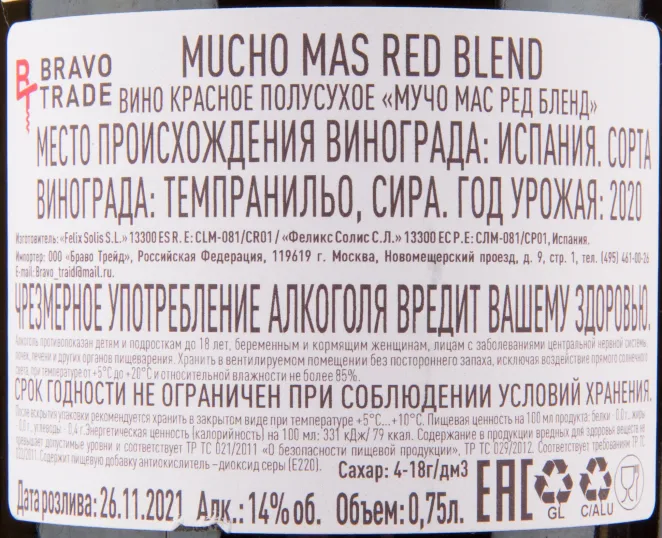 BRAVO TRADE
MUCHO MAS RED BLEND
ВИНО КРАСНОЕ ПОЛУСУХОЕ «МУЧО МАС РЕД БЛЕНД»
МЕСТО ПРОИСХОЖДЕНИЯ ВИНОГРАДА: ИСПАНИЯ. СОРТА
ВИНОГРАДА: ТЕМПРАНИЛЬО, СИРА. ГОД УРОЖАЯ: 2020
Изготовитель: «Felix Solis S.L.» 13300 ES R. E: CLM-081/CR01 / «Феликс Солис С.Л.» 13300 ЕС Р.Е: СЛМ-081/СР01, Испания.
Импортер: ООО «Браво Трейд», Российская Федерация, 119619 г. Москва, Новомещерский проезд, д. 9, стр. 1, тел. (495) 461-00-26
E-mail: Bravo_traid@mail.ru.
ЧРЕЗМЕРНОЕ УПОТРЕБЛЕНИЕ АЛКОГОЛЯ ВРЕДИТ ВАШЕМУ ЗДОРОВЬЮ.
Алкоголь противопоказан детям и подросткам до 18 лет, беременным и кормящим женщинам, лицам с заболеваниями центральной нервной системы,
почек, печени и других органов пищеварения. Хранить в вентилируемом помещении без постороннего запаха, исключая воздействие прямого солнечного
света, при температуре от +5°С до +20°С и относительной влажности не более 85%.
СРОК ГОДНОСТИ НЕ ОГРАНИЧЕН ПРИ СОБЛЮДЕНИИ УСЛОВИЙ ХРАНЕНИЯ.
После вскрытия упаковки рекомендуется хранить в закрытом виде при температуре +5°С...+10°С. Пищевая ценность на 100 мл продукта: белки - 0,0 г, жиры
- 0,0 г, углеводы - 0,4 г. Энергетическая ценность (калорийность) на 100 мл: 331 кДж/ 79 ккал. Содержание в продукции вредных для здоровья веществ не
превышает допустимые уровни и соответствует ТР ТС 021/2011 «О безопасности пищевой продукции», ТР ТС 029/2012. Соответствует требованиям ТР ТС
022/2011. Содержит пищевую добавку антиокислитель - диоксид серы (Е220).
Сахар: 4-18г/дм3
Дата розлива: 26.11.2021 Алк.: 14% об. Объем: 0,75л.
EAC
GL
C/ALU